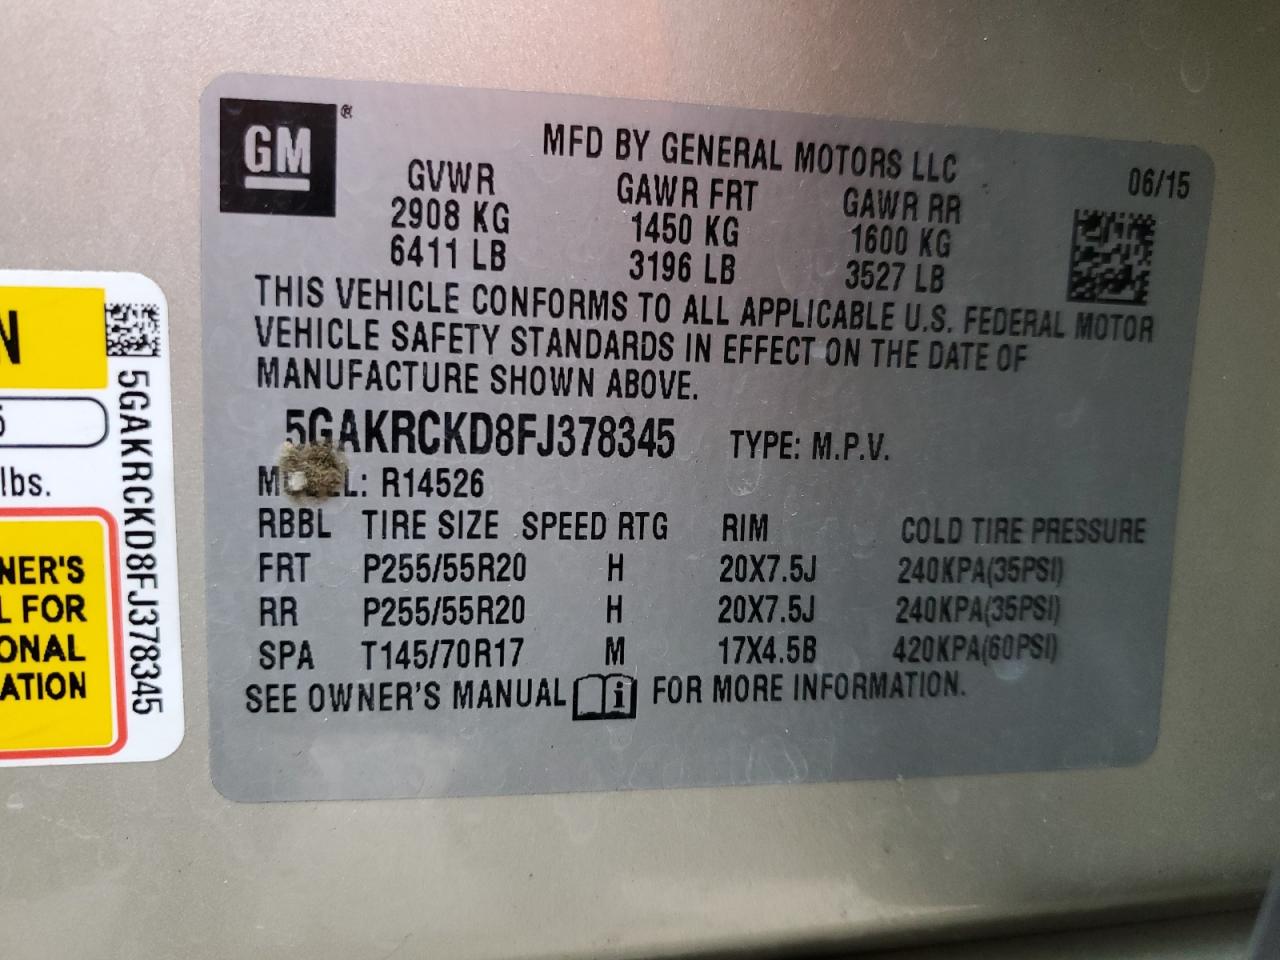 GM ®
MFD BY GENERAL MOTORS LLC
06/15
GVWR GAWR FRT GAWR RR
2908 KG 1450 KG 1600 KG
6411 LB 3196 LB 3527 LB
THIS VEHICLE CONFORMS TO ALL APPLICABLE U.S. FEDERAL MOTOR
VEHICLE SAFETY STANDARDS IN EFFECT ON THE DATE OF
MANUFACTURE SHOWN ABOVE.
5GAKRCKD8FJ378345 TYPE: M.P.V.
R14526
RBBL TIRE SIZE SPEED RTG RIM COLD TIRE PRESSURE
FRT P255/55R20 H 20X7.5J 240KPA(35PSI)
RR P255/55R20 H 20X7.5J 240KPA(35PSI)
SPA T145/70R17 M 17X4.5B 420KPA(60PSI)
SEE OWNER'S MANUAL i FOR MORE INFORMATION.
5GAKRCKD8FJ378345
lbs.
NER'S
L FOR
ONAL
ATION